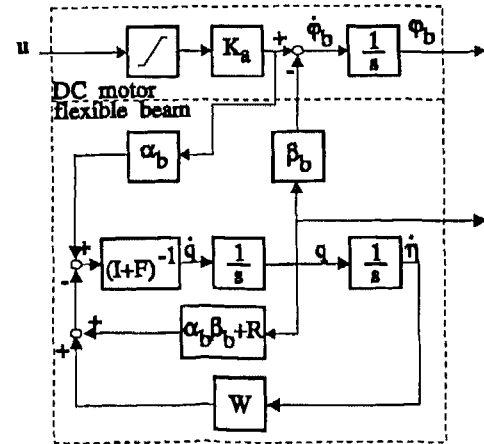 u
K_a
+
φ̇_b
1/s
φ_b
-
DC motor
flexible beam
α_b
β_b
+
(I+F)^-1
q̇
1/s
q
1/s
η̇
-
+
α_bβ_b+R
+
W